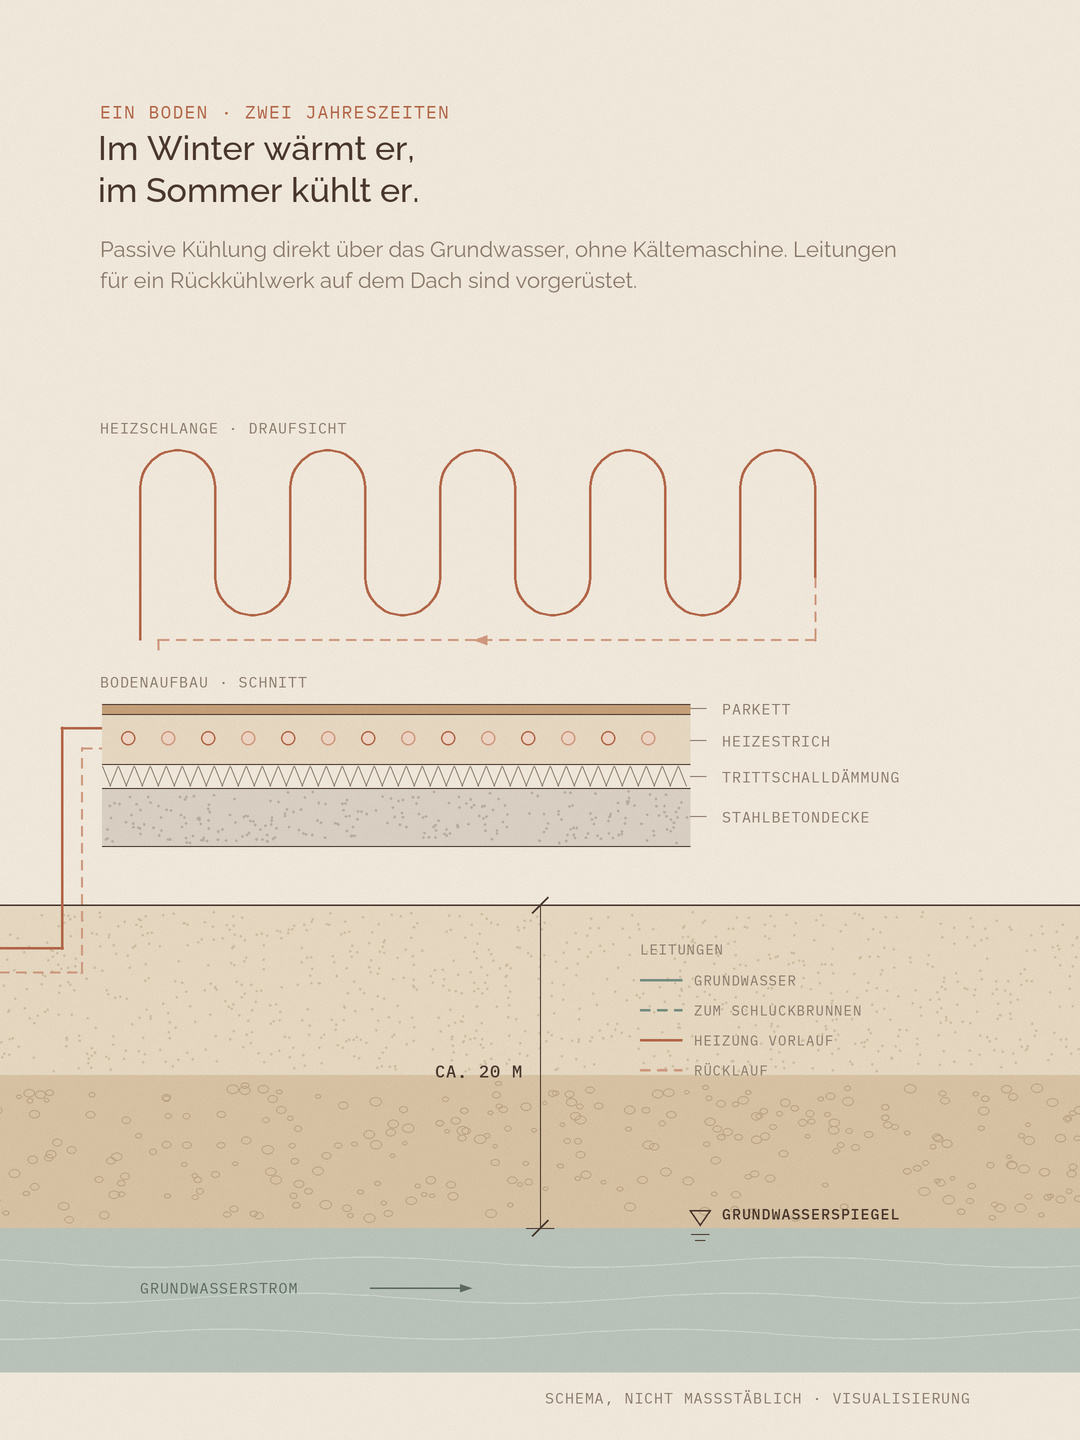 EIN BODEN · ZWEI JAHRESZEITEN
Im Winter wärmt er,
im Sommer kühlt er.
Passive Kühlung direkt über das Grundwasser, ohne Kältemaschine. Leitungen
für ein Rückkühlwerk auf dem Dach sind vorgerüstet.
HEIZSCHLANGE · DRAUFSICHT
BODENAUFBAU · SCHNITT
PARKETT
HEIZESTRICH
TRITTSCHALLDÄMMUNG
STAHLBETONDECKE
LEITUNGEN
GRUNDWASSER
ZUM SCHLUCKBRUNNEN
HEIZUNG VORLAUF
RÜCKLAUF
CA. 20 M
GRUNDWASSERSPIEGEL
GRUNDWASSERSTROM
SCHEMA, NICHT MASSSTÄBLICH · VISUALISIERUNG